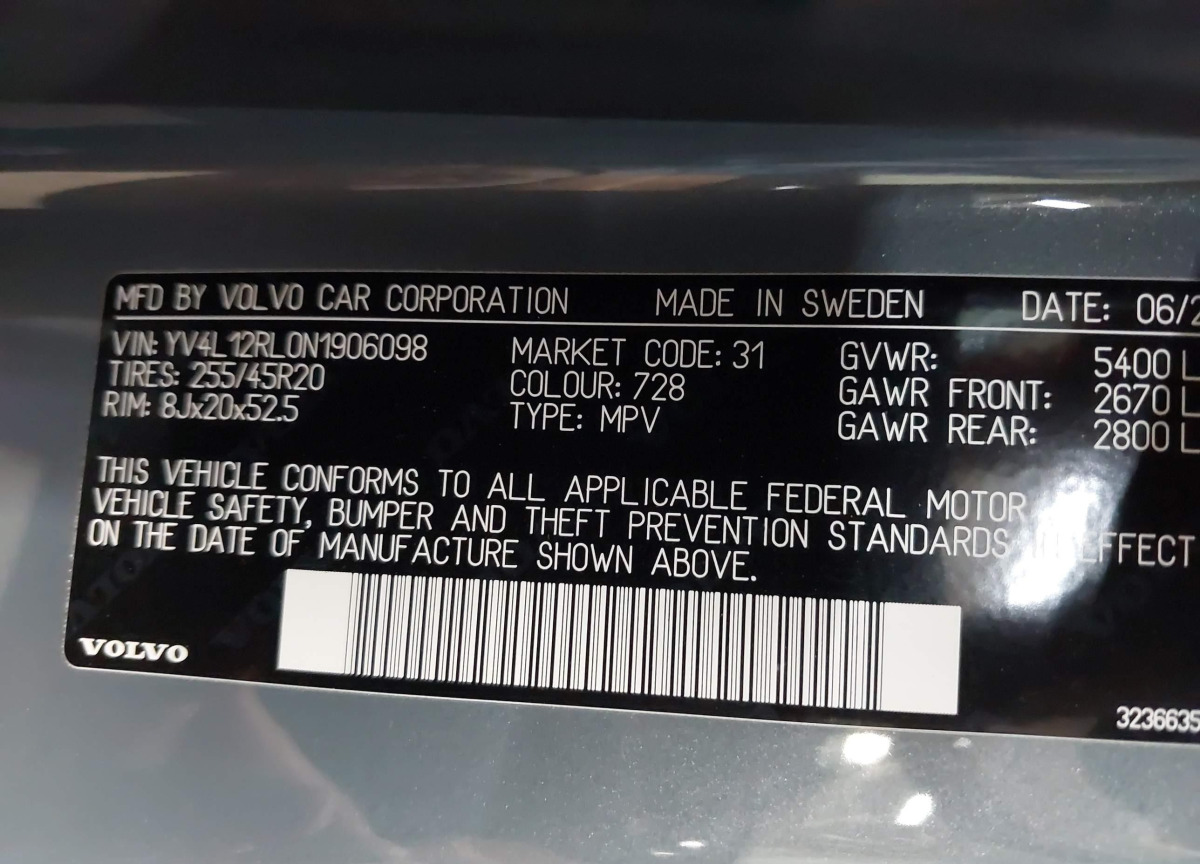 MFD BY VOLVO CAR CORPORATION MADE IN SWEDEN DATE: 06/2
VIN: YV4L12RL0N1906098 MARKET CODE: 31 GVWR: 5400 L
TIRES: 255/45R20 COLOUR: 728 GAWR FRONT: 2670 L
RIM: 8Jx20x52.5 TYPE: MPV GAWR REAR: 2800 L
THIS VEHICLE CONFORMS TO ALL APPLICABLE FEDERAL MOTOR
VEHICLE SAFETY, BUMPER AND THEFT PREVENTION STANDARDS EFFECT
ON THE DATE OF MANUFACTURE SHOWN ABOVE.
VOLVO
3236635